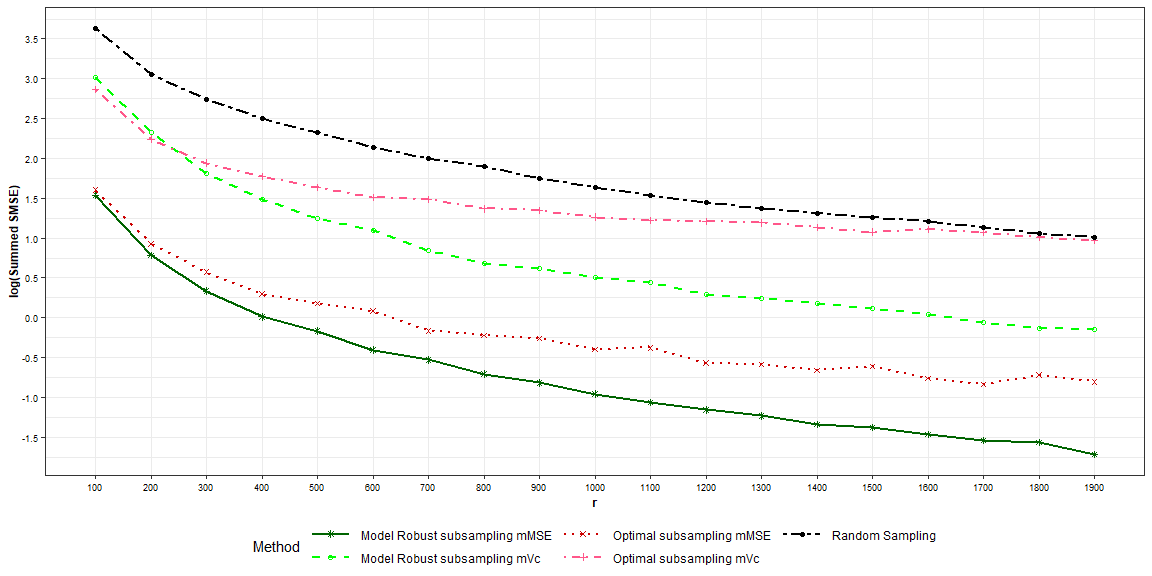 log(Summed SMSE)
3.5
3.0
2.5
2.0
1.5
1.0
0.5
0.0
-0.5
-1.0
-1.5
100 200 300 400 500 600 700 800 900 1000 1100 1200 1300 1400 1500 1600 1700 1800 1900
r
Method
Model Robust subsampling mMSE Optimal subsampling mMSE Random Sampling
Model Robust subsampling mVc Optimal subsampling mVc